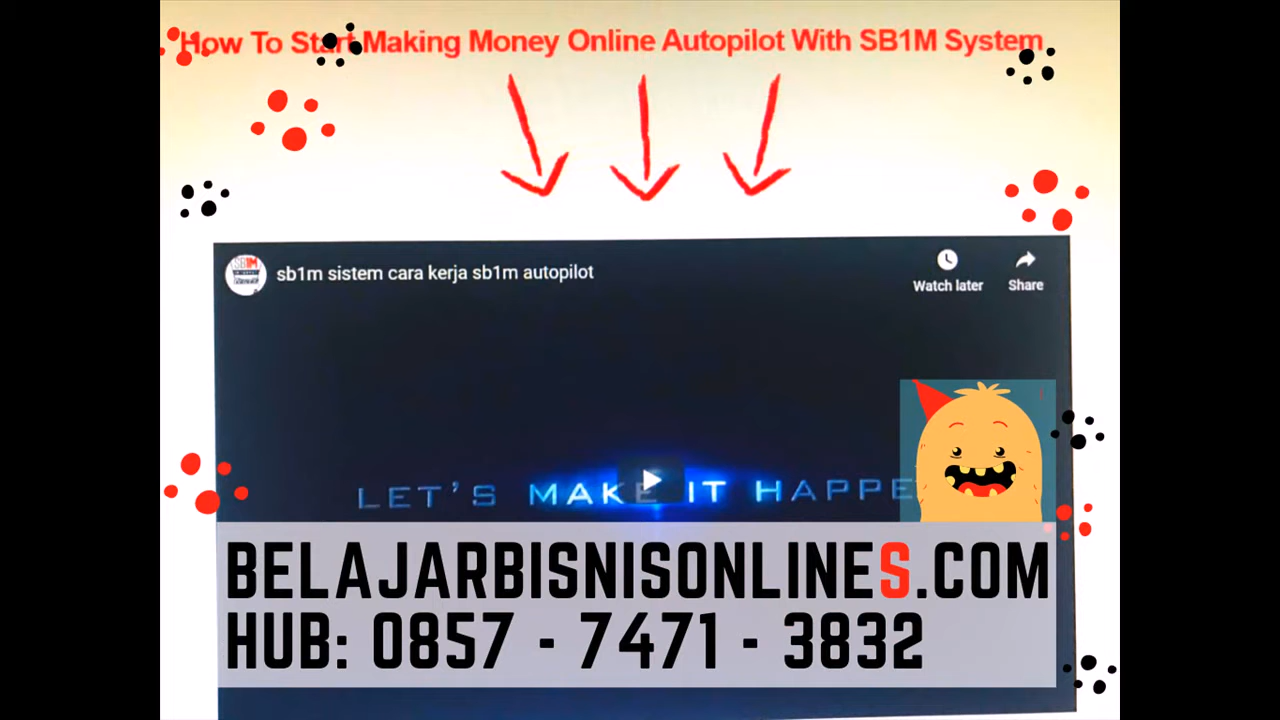 How To Start Making Money Online Autopilot With SB1M System
SB1M
sb1m sistem cara kerja sb1m autopilot
Watch later
Share
LET'S MAKE IT HAPPE
BELAJARBISNISONLINES.COM
HUB: 0857 - 7471 - 3832